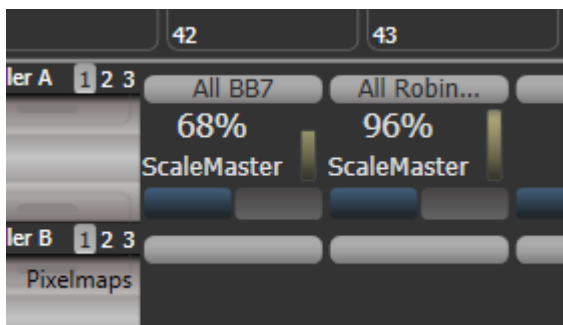 42 43
ler A 1 2 3 All BB7 All Robin...
68% 96%
ScaleMaster ScaleMaster
ler B 1 2 3
Pixelmaps